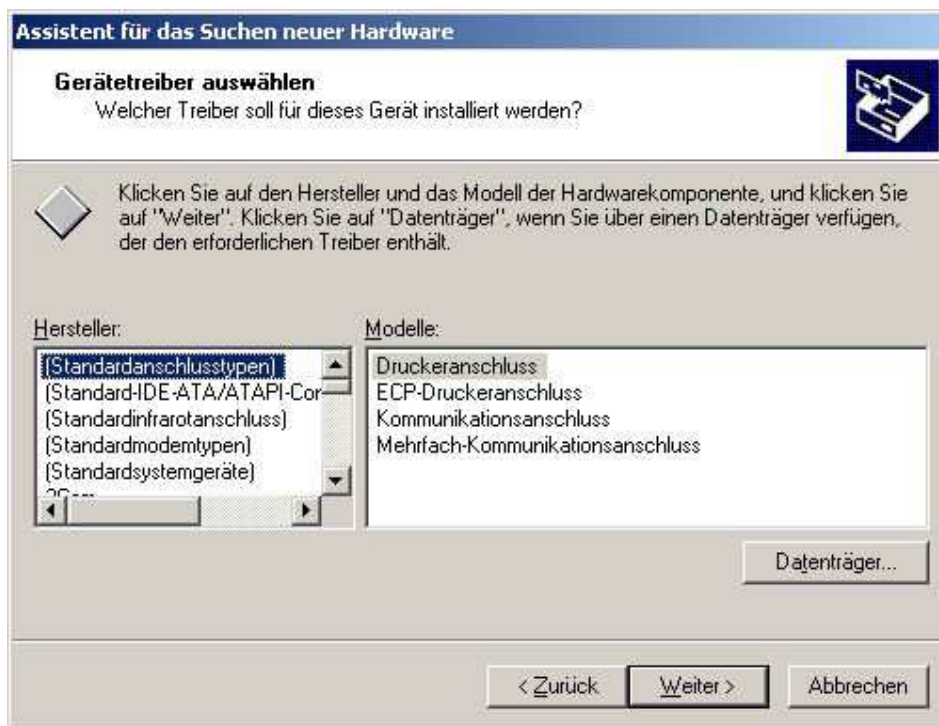 Assistent für das Suchen neuer Hardware
Gerätetreiber auswählen
Welcher Treiber soll für dieses Gerät installiert werden?
Klicken Sie auf den Hersteller und das Modell der Hardwarekomponente, und klicken Sie
auf "Weiter". Klicken Sie auf "Datenträger", wenn Sie über einen Datenträger verfügen,
der den erforderlichen Treiber enthält.
Hersteller:
(Standardanschlusstypen)
(Standard-IDE-ATA/ATAPI-Con
(Standardinfrarotanschluss)
(Standardmodemtypen)
(Standardsystemgeräte)
Modelle:
Druckeranschluss
ECP-Druckeranschluss
Kommunikationsanschluss
Mehrfach-Kommunikationsanschluss
Datenträger...
< Zurück
Weiter >
Abbrechen